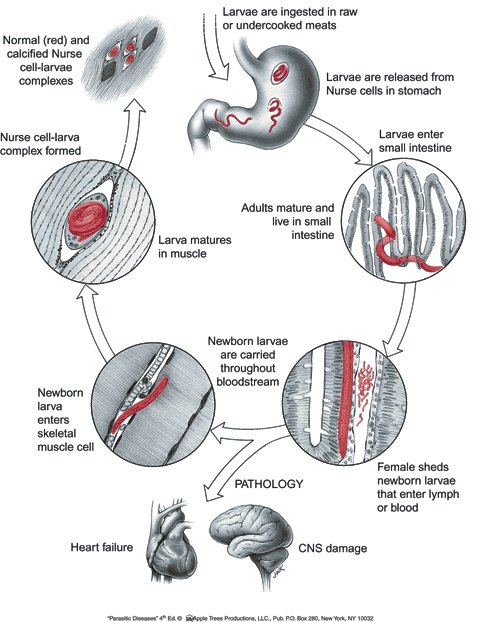 Larvae are ingested in raw
or undercooked meats
Normal (red) and
calcified Nurse
cell-larvae
complexes
Larvae are released from
Nurse cells in stomach
Larvae enter
small intestine
Nurse cell-larva
complex formed
Adults mature and
live in small
intestine
Larva matures
in muscle
Newborn larvae
are carried
throughout
bloodstream
Newborn
larva
enters
skeletal
muscle cell
Female sheds
newborn larvae
that enter lymph
or blood
PATHOLOGY
Heart failure
CNS damage
"Parasitic Diseases" 4th Ed. © Apple Trees Productions, LLC., Pub. P.O. Box 280, New York, NY 10032